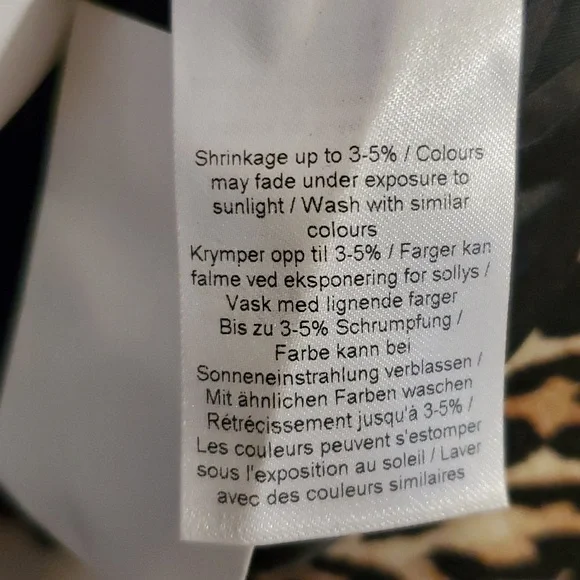 Shrinkage up to 3-5% / Colours
may fade under exposure to
sunlight / Wash with similar
colours
Krymper opp til 3-5% / Farger kan
falme ved eksponering for sollys /
Vask med lignende farger
Bis zu 3-5% Schrumpfung /
Farbe kann bei
Sonneneinstrahlung verblassen /
Mit ähnlichen Farben waschen
Rétrécissement jusqu'à 3-5% /
Les couleurs peuvent s'estomper
sous l'exposition au soleil / Laver
avec des couleurs similaires